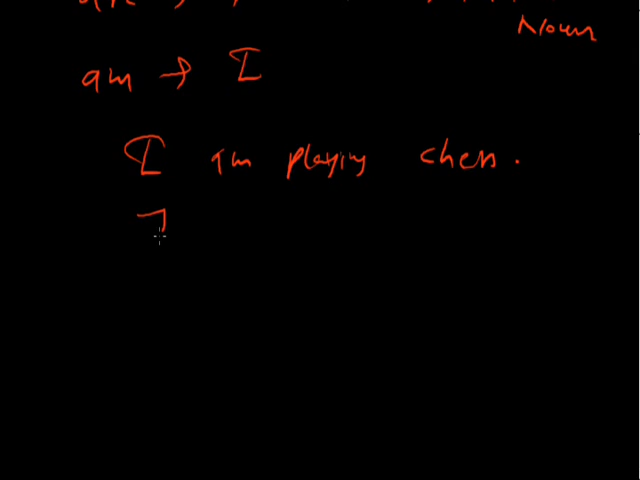 Noun
am → I
I am playing chess.